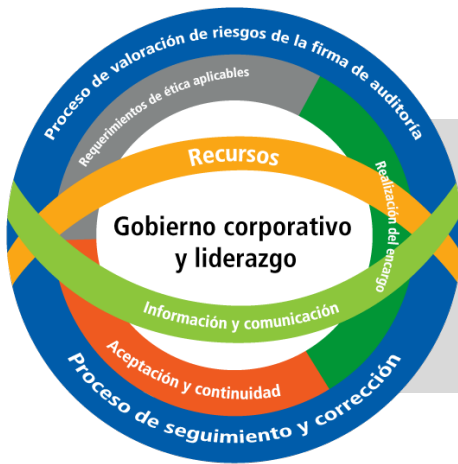 Proceso de valoración de riesgos de la firma de auditoría
Requerimientos de ética aplicables
Recursos
Realización del encargo
Gobierno corporativo
y liderazgo
Información y comunicación
Aceptación y continuidad
Proceso de seguimiento y corrección